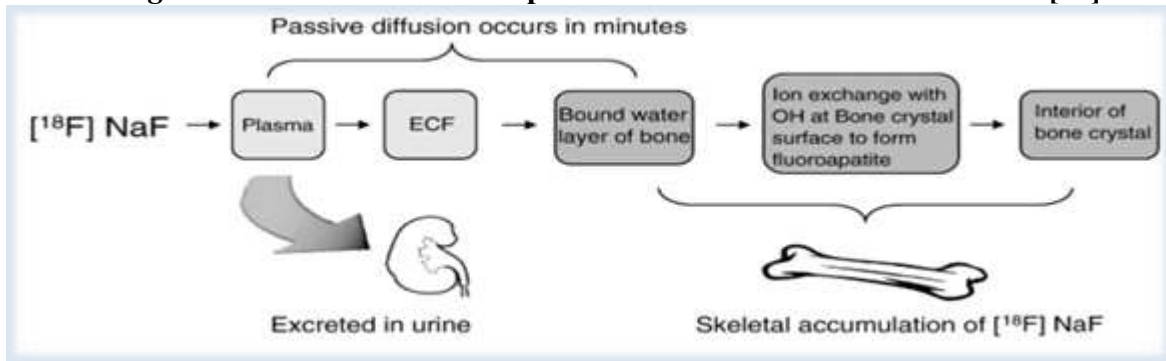 Passive diffusion occurs in minutes
[18F] NaF
Plasma
ECF
Bound water
layer of bone
Ion exchange with
OH at Bone crystal
surface to form
fluoroapatite
Interior of
bone crystal
Excreted in urine
Skeletal accumulation of [18F] NaF